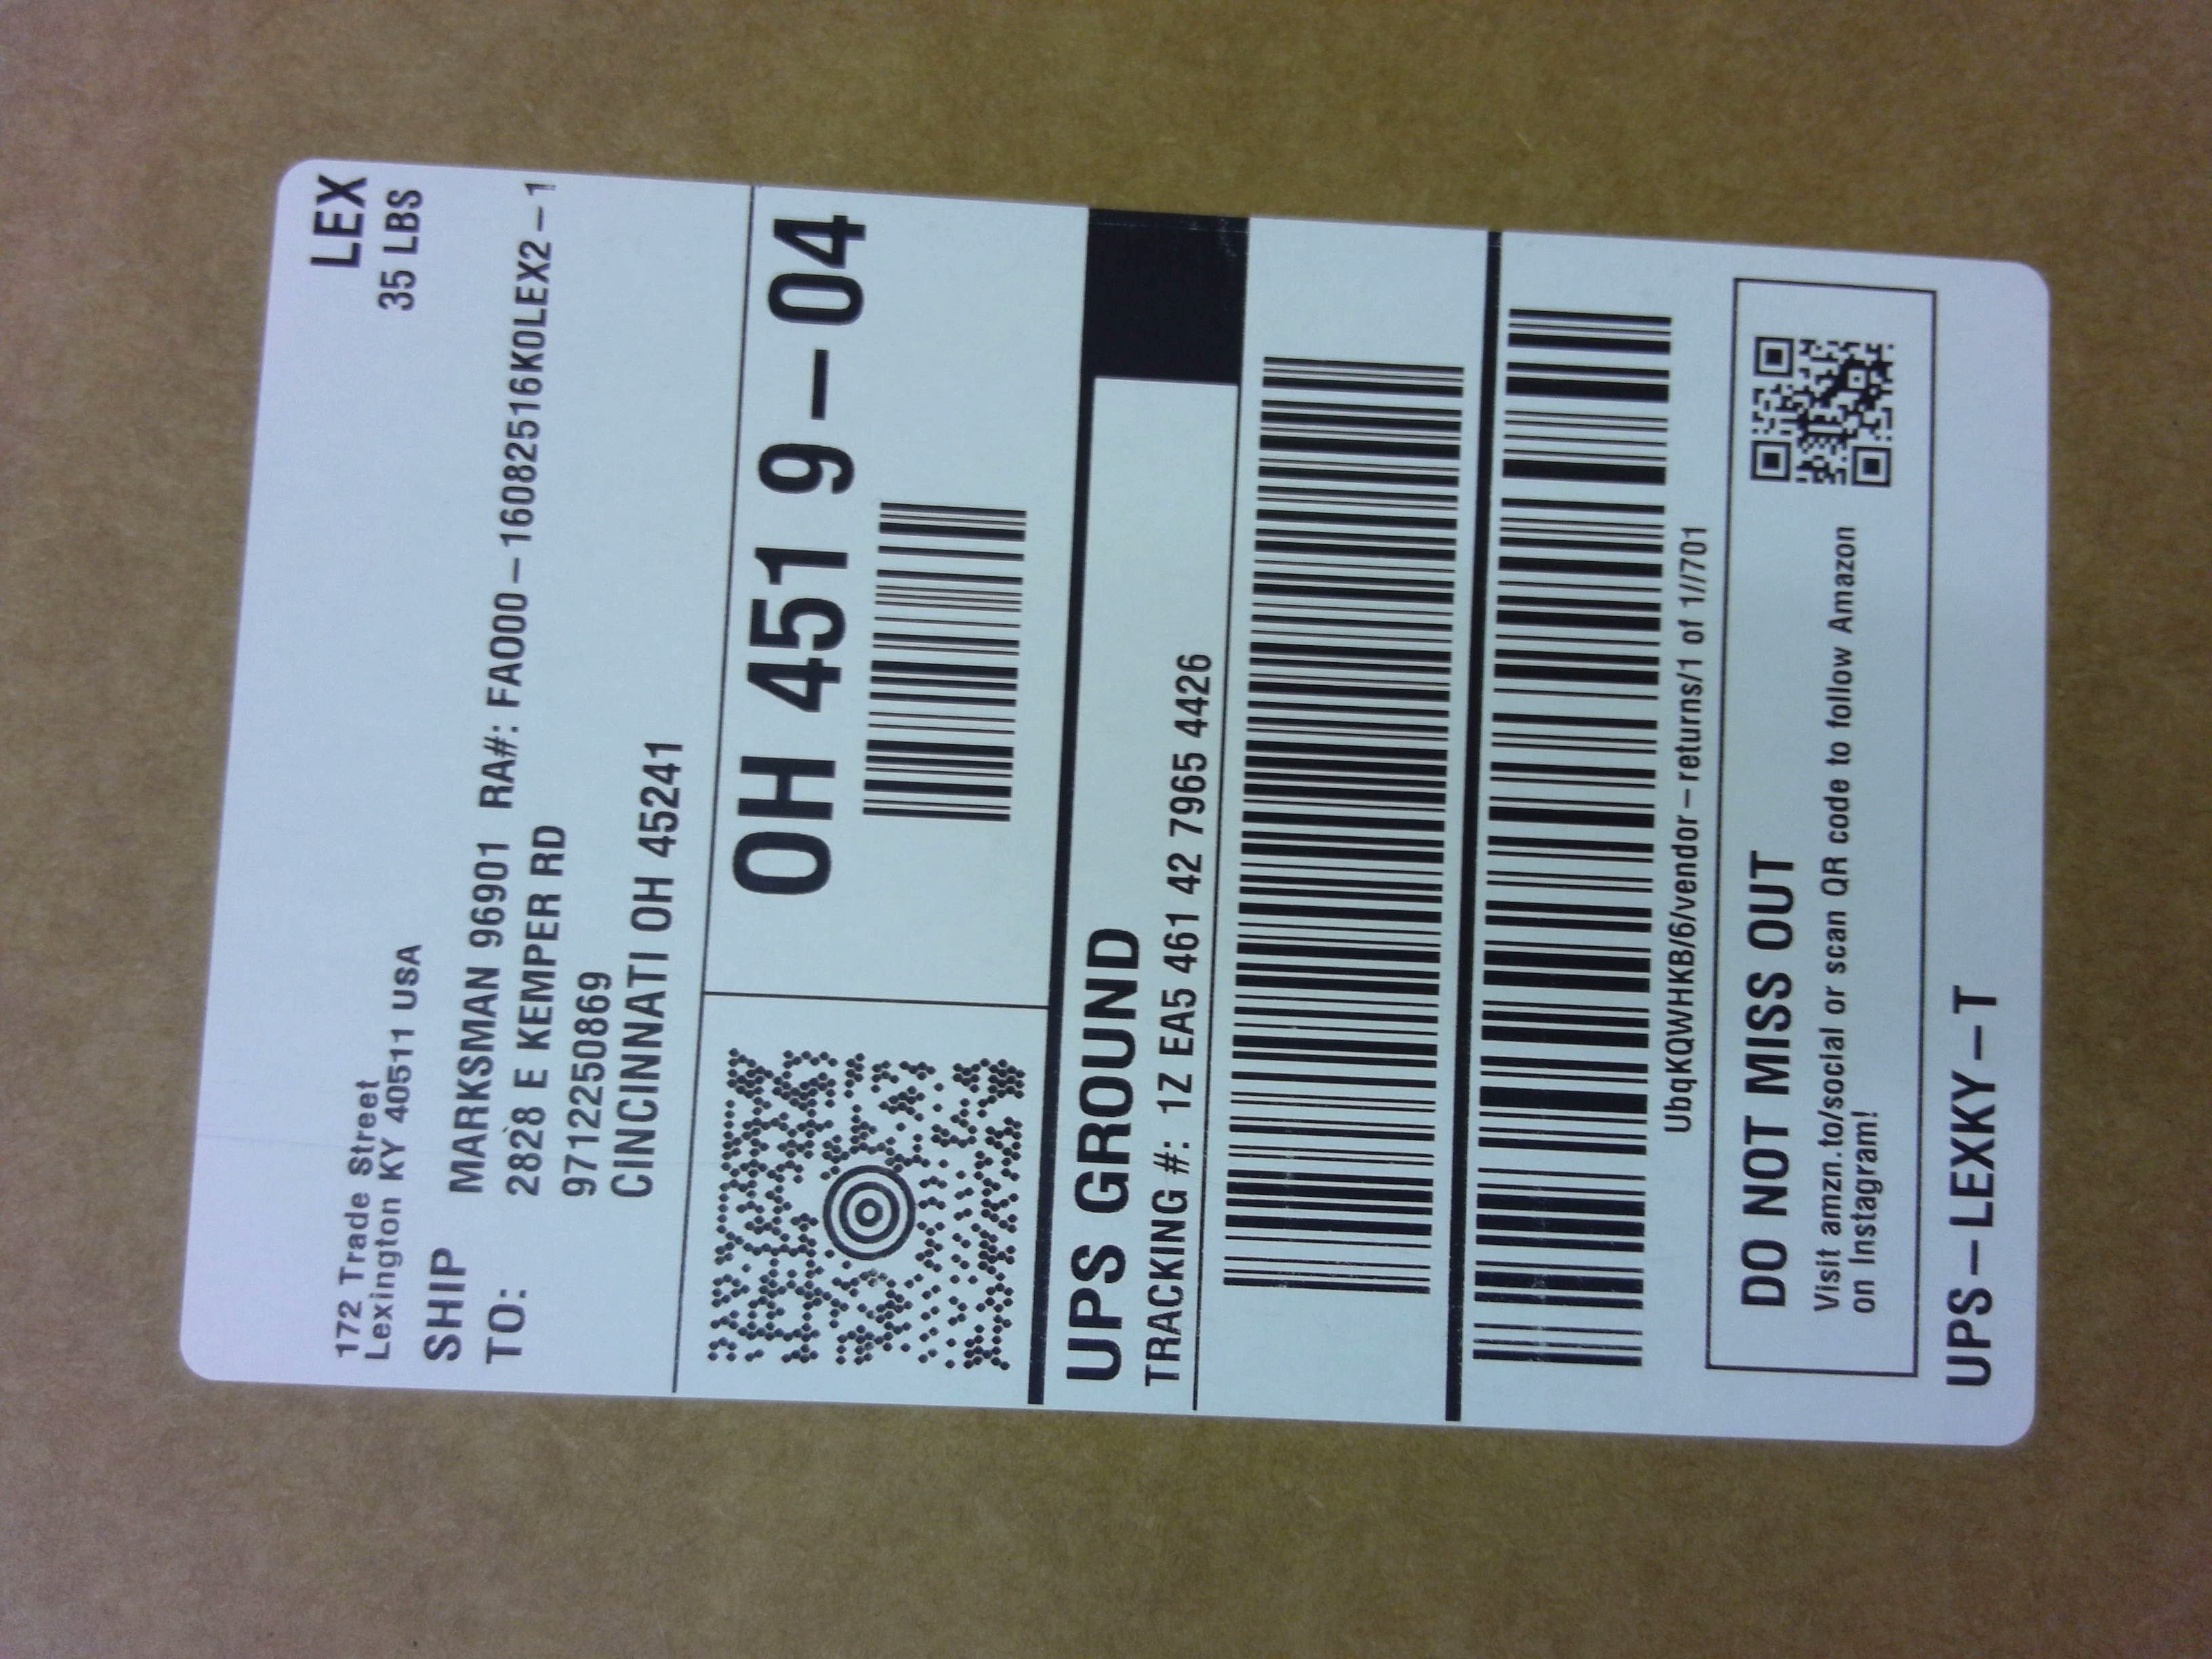 LEX
35 LBS
172 Trade Street
Lexington KY 40511 USA
SHIP
TO:
MARKSMAN 96901 RA#: FA000-16082516K0LEX2-1
2828 E KEMPER RD
9712250869
CINCINNATI OH 45241
OH 451 9-04
UPS GROUND
TRACKING #: 1Z EA5 461 42 7965 4426
UbqKQWHKB/6/vendor-returns/1 of 1//701
DO NOT MISS OUT
Visit amzn.to/social or scan QR code to follow Amazon
on Instagram!
UPS-LEXKY-T